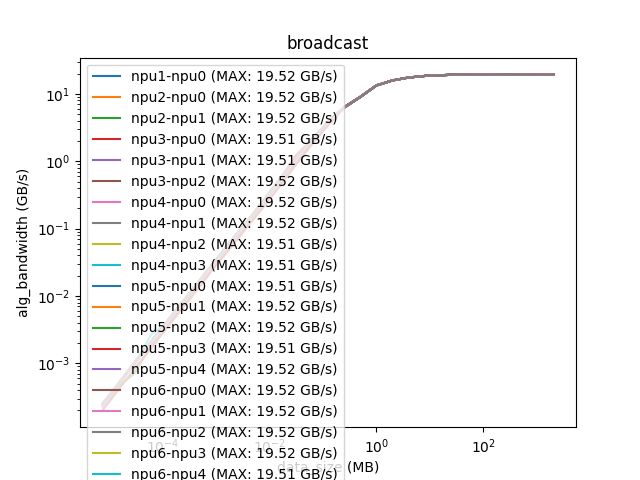 broadcast
npu1-npu0 (MAX: 19.52 GB/s)
npu2-npu0 (MAX: 19.52 GB/s)
npu2-npu1 (MAX: 19.52 GB/s)
npu3-npu0 (MAX: 19.51 GB/s)
npu3-npu1 (MAX: 19.51 GB/s)
npu3-npu2 (MAX: 19.52 GB/s)
npu4-npu0 (MAX: 19.52 GB/s)
npu4-npu1 (MAX: 19.52 GB/s)
npu4-npu2 (MAX: 19.51 GB/s)
npu4-npu3 (MAX: 19.51 GB/s)
npu5-npu0 (MAX: 19.51 GB/s)
npu5-npu1 (MAX: 19.52 GB/s)
npu5-npu2 (MAX: 19.52 GB/s)
npu5-npu3 (MAX: 19.51 GB/s)
npu5-npu4 (MAX: 19.52 GB/s)
npu6-npu0 (MAX: 19.52 GB/s)
npu6-npu1 (MAX: 19.52 GB/s)
npu6-npu2 (MAX: 19.52 GB/s)
npu6-npu3 (MAX: 19.52 GB/s)
npu6-npu4 (MAX: 19.51 GB/s)
alg_bandwidth (GB/s)
10¹
10⁰
10⁻¹
10⁻²
10⁻³
10⁻⁴
10⁻²
10⁰
10²
data_size (MB)